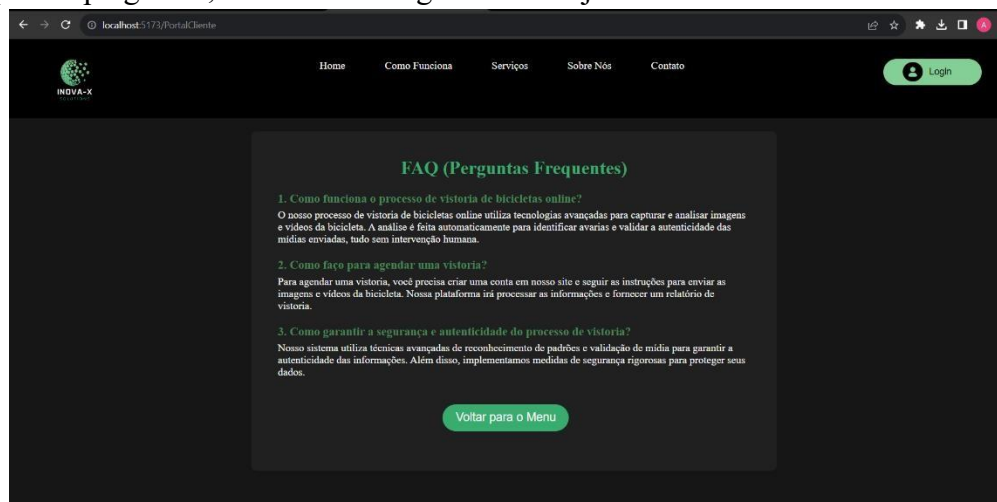 localhost:5173/PortalCliente
A
INOVA-X
Home Como Funciona Serviços Sobre Nós Contato
Login
FAQ (Perguntas Frequentes)
1. Como funciona o processo de vistoria de bicicletas online?
O nosso processo de vistoria de bicicletas online utiliza tecnologias avançadas para capturar e analisar imagens
e vídeos da bicicleta. A análise é feita automaticamente para identificar avarias e validar a autenticidade das
mídias enviadas, tudo sem intervenção humana.
2. Como faço para agendar uma vistoria?
Para agendar uma vistoria, você precisa criar uma conta em nosso site e seguir as instruções para enviar as
imagens e vídeos da bicicleta. Nossa plataforma irá processar as informações e fornecer um relatório de
vistoria.
3. Como garantir a segurança e autenticidade do processo de vistoria?
Nosso sistema utiliza técnicas avançadas de reconhecimento de padrões e validação de mídia para garantir a
autenticidade das informações. Além disso, implementamos medidas de segurança rigorosas para proteger seus
dados.
Voltar para o Menu